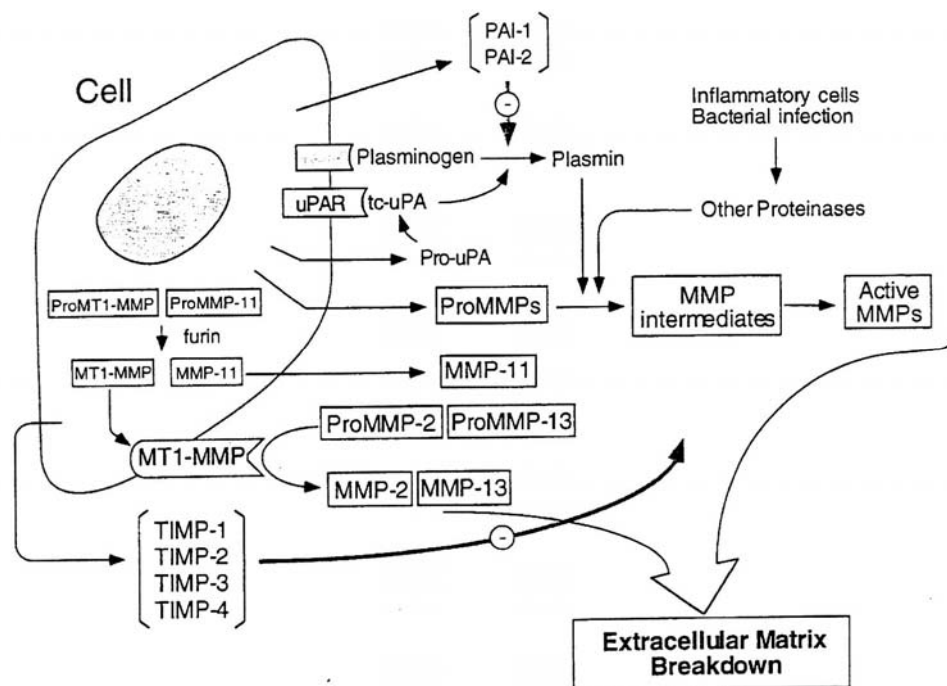 PAI-1
PAI-2
Cell
-
Inflammatory cells
Bacterial infection
Plasminogen
Plasmin
uPAR
tc-uPA
Other Proteinases
Pro-uPA
ProMT1-MMP
ProMMP-11
ProMMPs
MMP
intermediates
Active
MMPs
furin
MT1-MMP
MMP-11
MMP-11
ProMMP-2
ProMMP-13
MT1-MMP
MMP-2
MMP-13
-
TIMP-1
TIMP-2
TIMP-3
TIMP-4
Extracellular Matrix
Breakdown